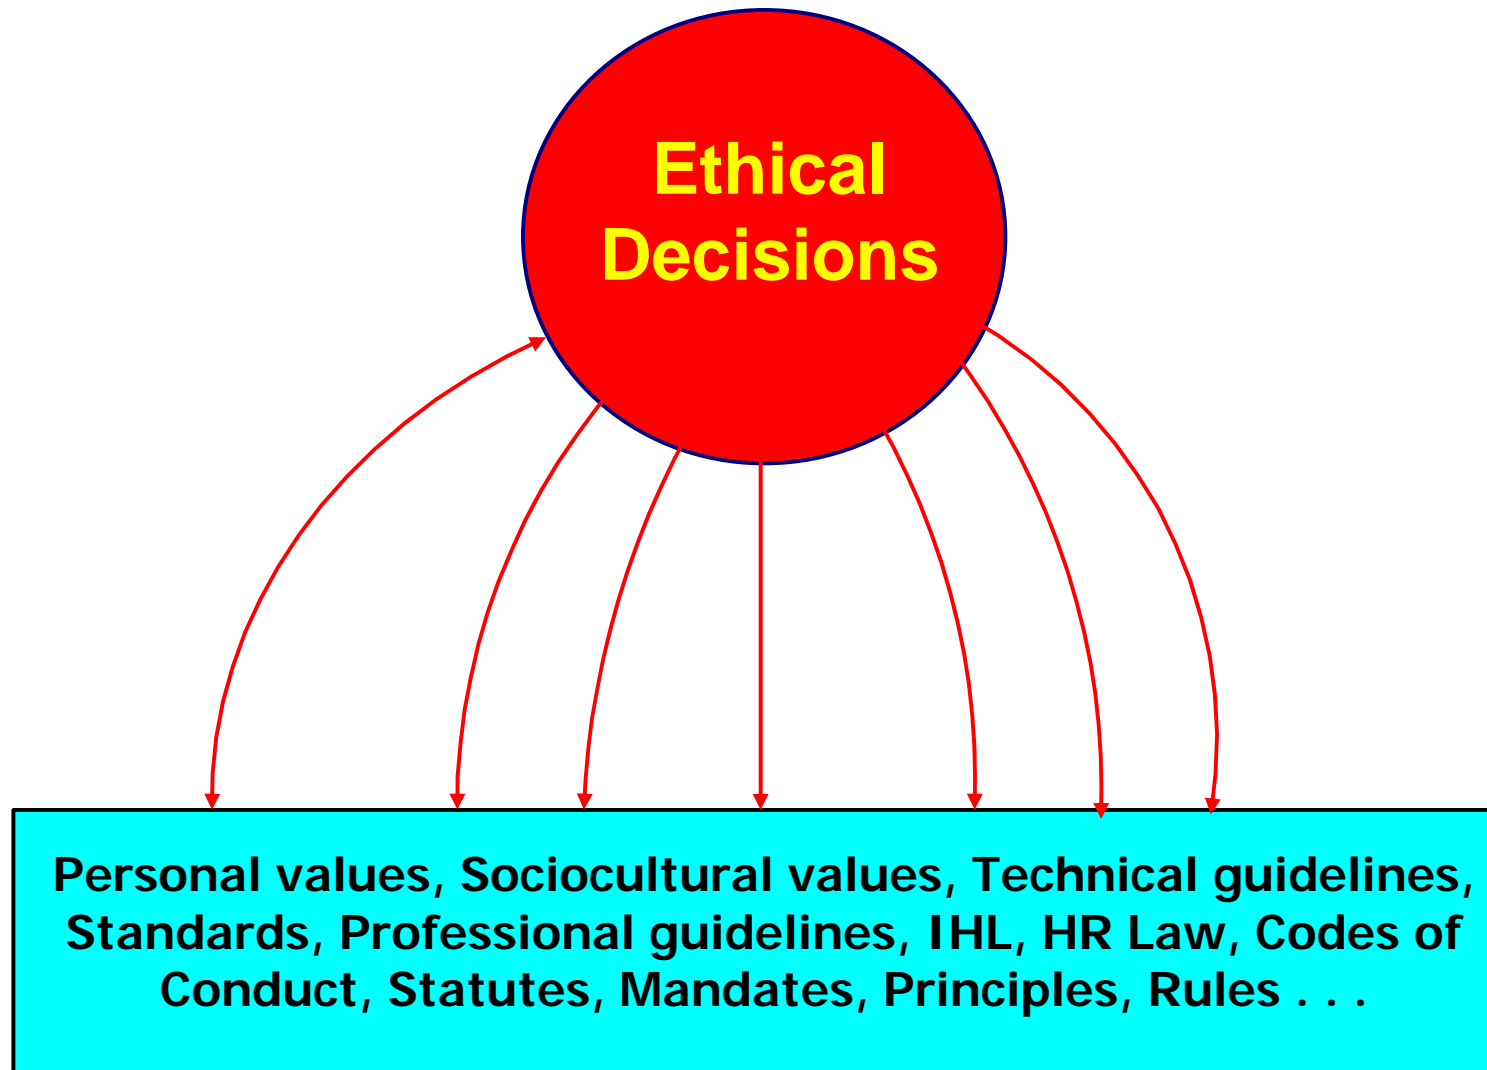 Ethical
Decisions
Personal values, Sociocultural values, Technical guidelines,
Standards, Professional guidelines, IHL, HR Law, Codes of
Conduct, Statutes, Mandates, Principles, Rules . . .